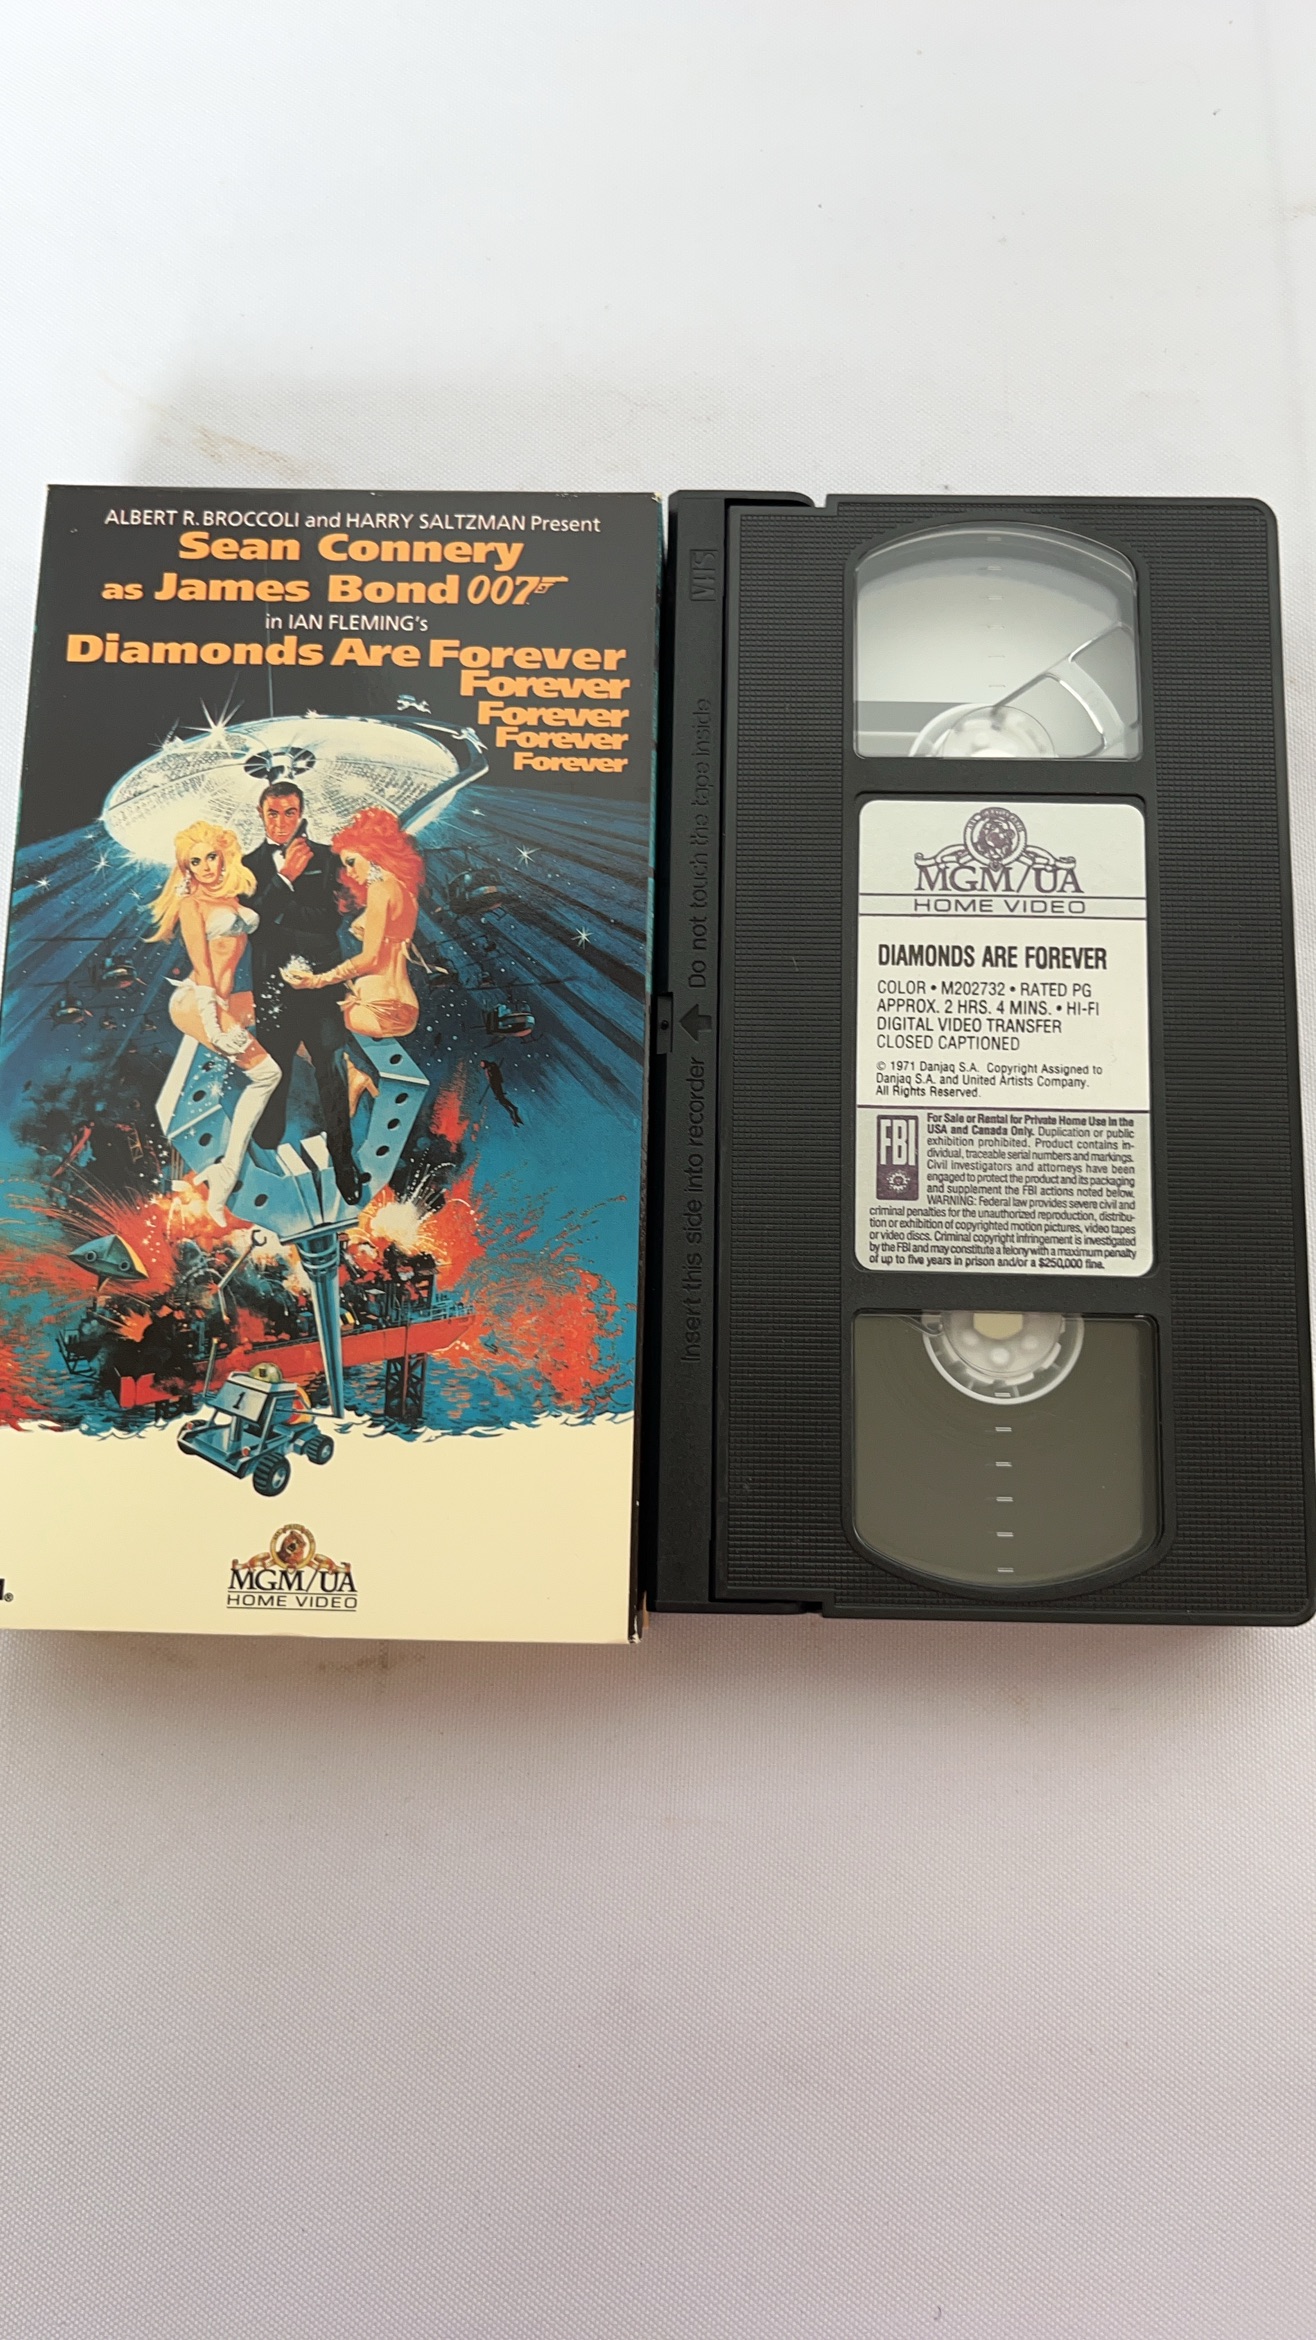 ALBERT R. BROCCOLI and HARRY SALTZMAN Present
Sean Connery
as James Bond 007
in IAN FLEMING's
Diamonds Are Forever
Forever
Forever
Forever
Forever
1
MGM/UA
HOME VIDEO
VHS
Insert this side into recorder
Do not touch the tape inside
MGM/UA
HOME VIDEO
DIAMONDS ARE FOREVER
COLOR • M202732 • RATED PG
APPROX. 2 HRS. 4 MINS. • HI-FI
DIGITAL VIDEO TRANSFER
CLOSED CAPTIONED
© 1971 Danjaq S.A. Copyright Assigned to
Danjaq S.A. and United Artists Company.
All Rights Reserved.
FBI
For Sale or Rental for Private Home Use in the
USA and Canada Only. Duplication or public
exhibition prohibited. Product contains in-
dividual, traceable serial numbers and markings.
Civil investigators and attorneys have been
engaged to protect the product and its packaging
and supplement the FBI actions noted below.
WARNING: Federal law provides severe civil and
criminal penalties for the unauthorized reproduction, distribu-
tion or exhibition of copyrighted motion pictures, video tapes
or video discs. Criminal copyright infringement is investigated
by the FBI and may constitute a felony with a maximum penalty
of up to five years in prison and/or a $250,000 fine.